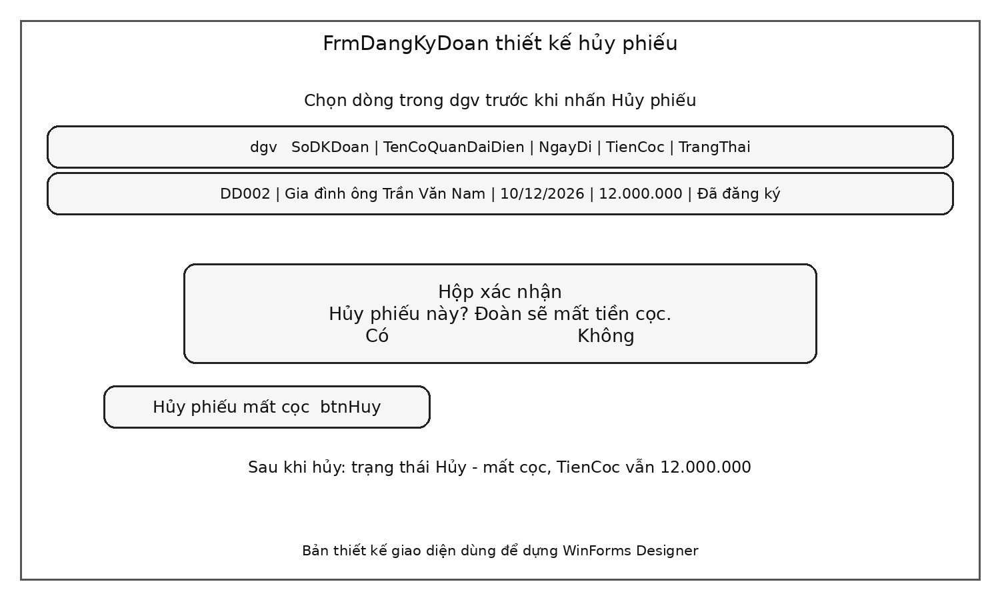 FrmDangKyDoan thiết kế hủy phiếu
Chọn dòng trong dgv trước khi nhấn Hủy phiếu
dgv   SoDKDoan | TenCoQuanDaiDien | NgayDi | TienCoc | TrangThai
DD002 | Gia đình ông Trần Văn Nam | 10/12/2026 | 12.000.000 | Đã đăng ký
Hộp xác nhận
Hủy phiếu này? Đoàn sẽ mất tiền cọc.
Có                                  Không
Hủy phiếu mất cọc  btnHuy
Sau khi hủy: trạng thái Hủy - mất cọc, TienCoc vẫn 12.000.000
Bản thiết kế giao diện dùng để dựng WinForms Designer